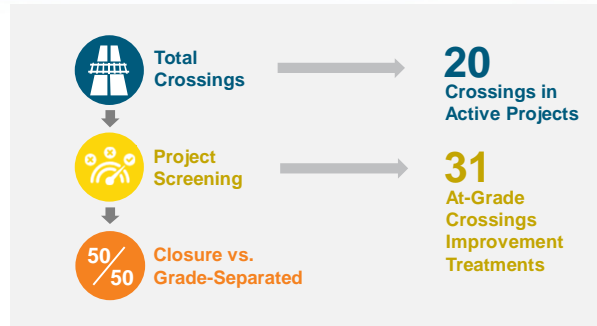 Total
Crossings
20
Crossings in
Active Projects
Project
Screening
31
At-Grade
Crossings
Improvement
Treatments
50/50
Closure vs.
Grade-Separated